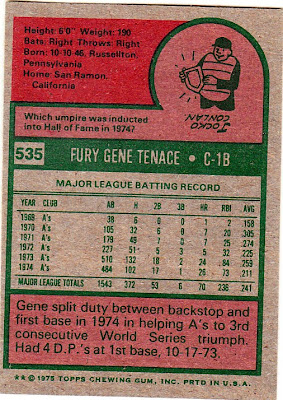 Height: 6'0" Weight: 190
Bats: Right Throws: Right
Born: 10-10-46, Russellton,
Pennsylvania
Home: San Ramon,
California
Which umpire was inducted
into Hall of Fame in 1974?
JOCKO
CONLAN
535 FURY GENE TENACE • C-1B
MAJOR LEAGUE BATTING RECORD
YEAR CLUB AB H 2B 3B HR RBI AVG
1969 A's 38 6 0 0 1 2 .158
1970 A's 105 32 6 0 7 20 .305
1971 A's 179 49 7 0 7 25 .274
1972 A's 227 51 5 3 5 32 .225
1973 A's 510 132 18 2 24 84 .259
1974 A's 484 102 17 1 26 73 .211
MAJOR LEAGUE TOTALS 1543 372 53 6 70 236 .241
Gene split duty between backstop and
first base in 1974 in helping A's to 3rd
consecutive World Series triumph.
Had 4 D.P.'s at 1st base, 10-17-73.
★★ © 1975 TOPPS CHEWING GUM, INC. PRTD IN U.S.A.